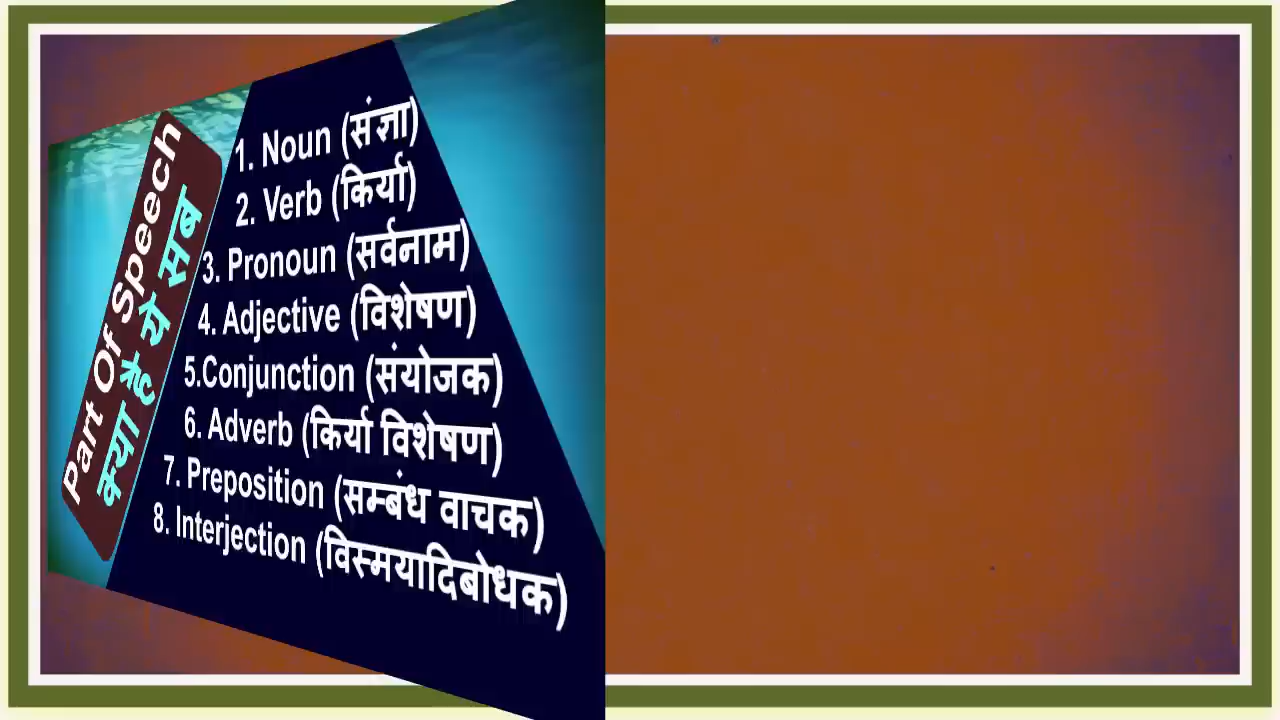 Part Of Speech
क्या है ये सब
1. Noun (संज्ञा)
2. Verb (किर्या)
3. Pronoun (सर्वनाम)
4. Adjective (विशेषण)
5.Conjunction (संयोजक)
6. Adverb (किर्या विशेषण)
7. Preposition (सम्बंध वाचक)
8. Interjection (विस्मयादिबोधक)